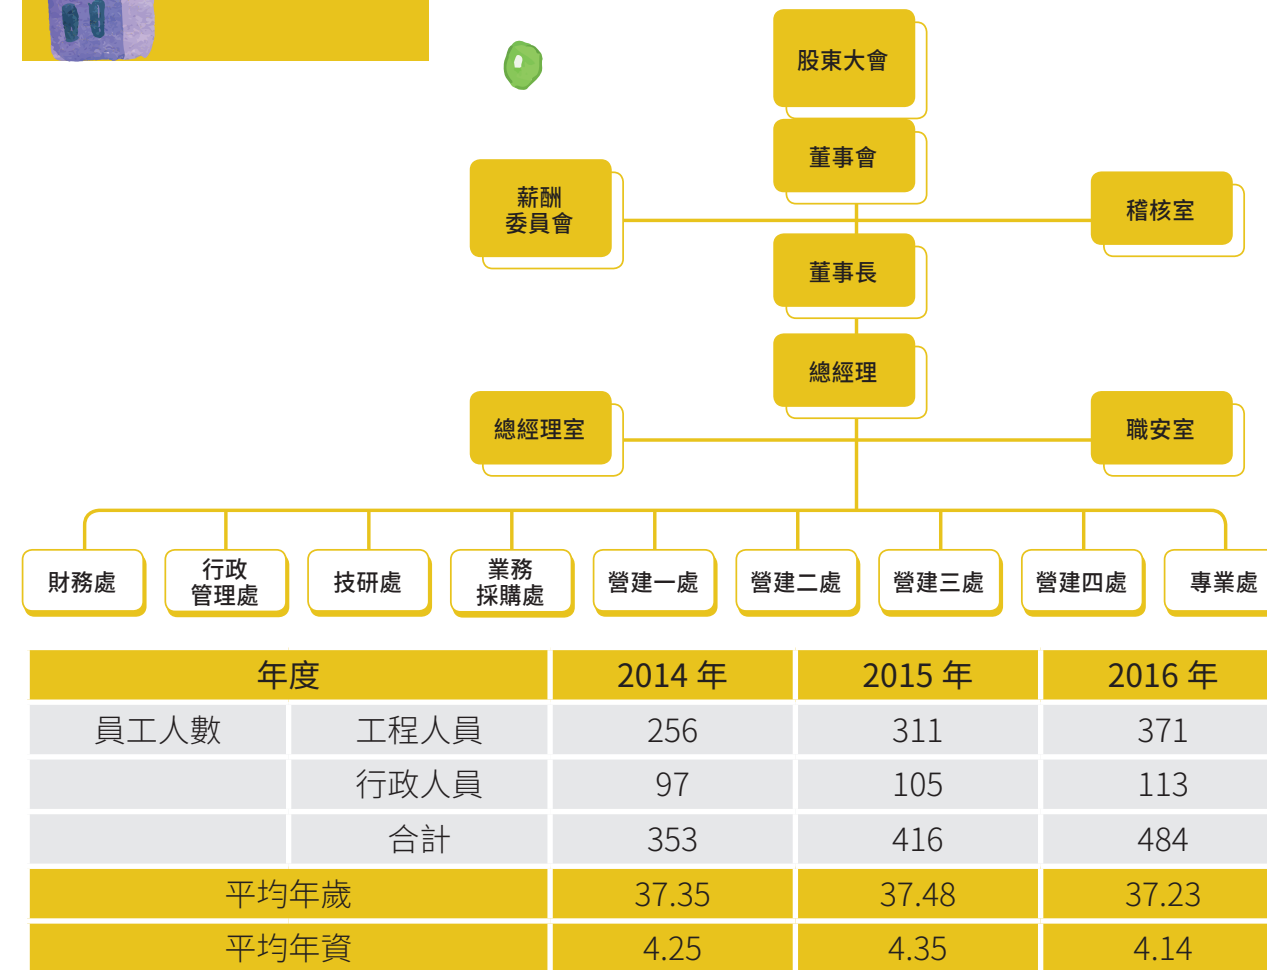 股東大會
董事會
薪酬
委員會
稽核室
董事長
總經理
總經理室
職安室
財務處
行政
管理處
技研處
業務
採購處
營建一處
營建二處
營建三處
營建四處
專業處
年度 2014 年 2015 年 2016 年
員工人數 工程人員 256 311 371
行政人員 97 105 113
合計 353 416 484
平均年歲 37.35 37.48 37.23
平均年資 4.25 4.35 4.14